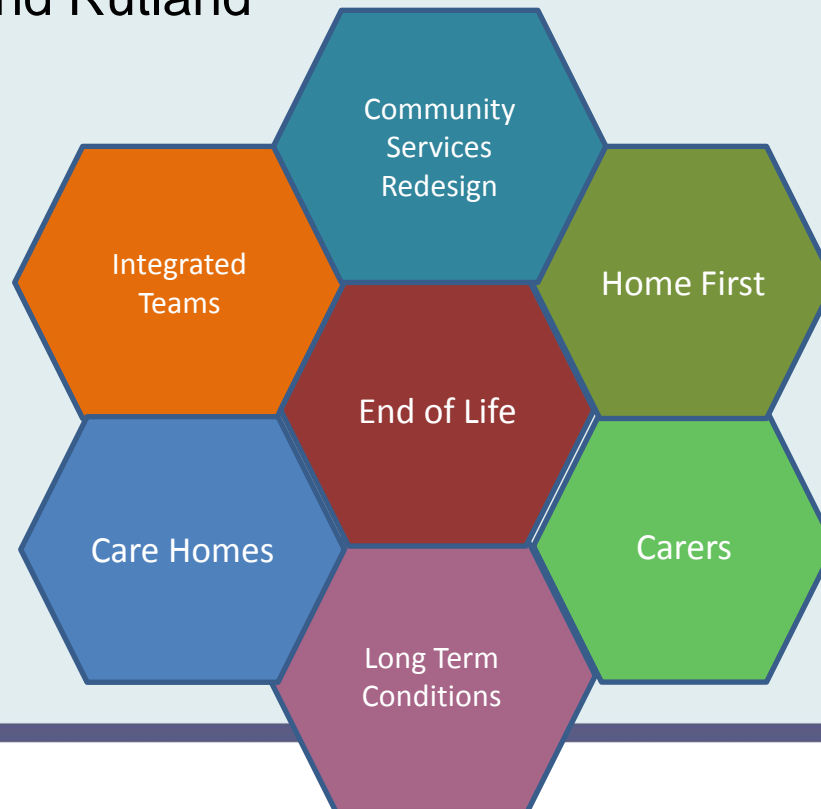 nd Rutland
Community
Services
Redesign
Integrated
Teams
Home First
End of Life
Care Homes
Carers
Long Term
Conditions